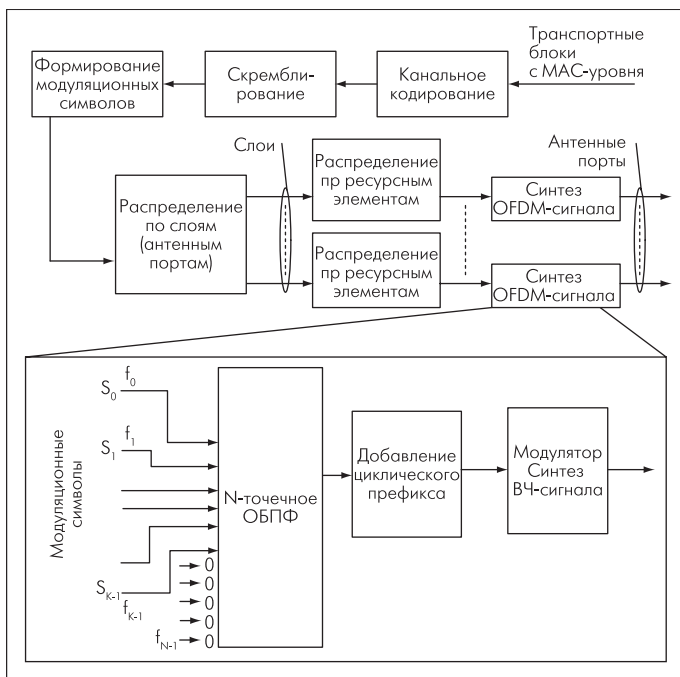 Транспортные
блоки
с MAC-уровня
Формирование
модуляционных
символов
Скрембли-
рование
Канальное
кодирование
Слои
Антенные
порты
Распределение
по слоям
(антенным
портам)
Распределение
пр ресурсным
элементам
Синтез
OFDM-сигнала
Распределение
пр ресурсным
элементам
Синтез
OFDM-сигнала
Модуляционные
символы
S0
f0
S1
f1
SK-1
fK-1
fN-1
0
0
0
0
0
N-точечное
ОБПФ
Добавление
циклического
префикса
Модулятор
Синтез
ВЧ-сигнала